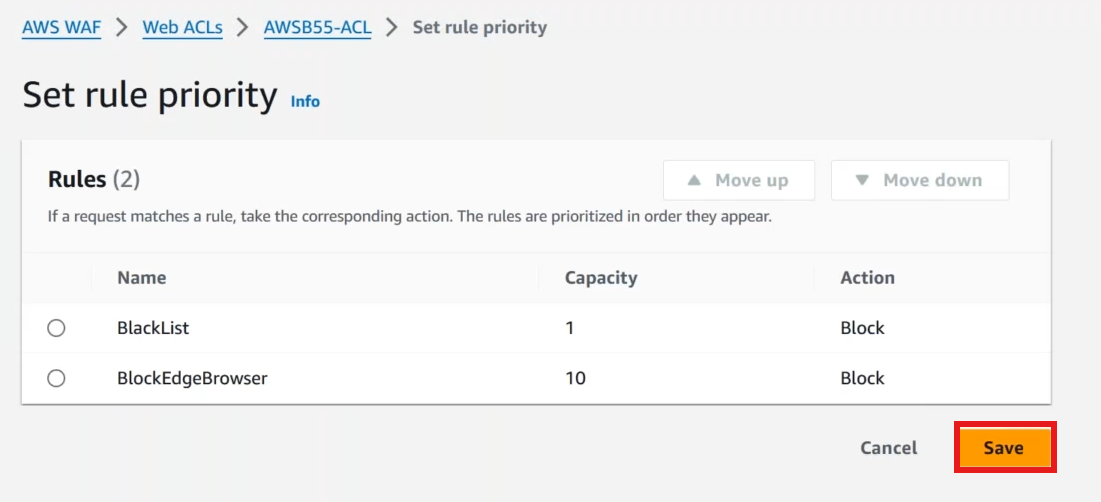 AWS WAF > Web ACLs > AWSB55-ACL > Set rule priority
Set rule priority Info
Rules (2) ▲ Move up ▼ Move down
If a request matches a rule, take the corresponding action. The rules are prioritized in order they appear.
Name Capacity Action
BlackList 1 Block
BlockEdgeBrowser 10 Block
Cancel Save